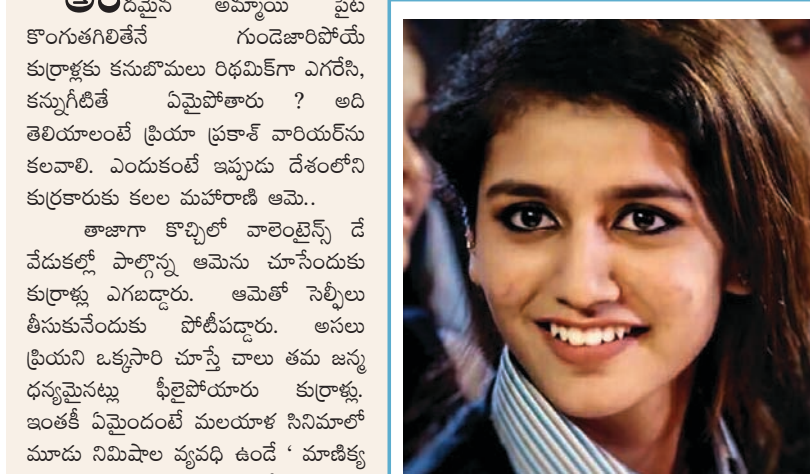 అందమైన అమ్మాయి పైట
కొంగుతగిలితేనే గుండెజారిపోయే
కుర్రాళ్లకు కనుబొమలు రిథమిక్‌గా ఎగరేసి,
కన్నుగీటితే ఏమైపోతారు ? అది
తెలియాలంటే ప్రియా ప్రకాశ్ వారియర్‌ను
కలవాలి. ఎందుకంటే ఇప్పుడు దేశంలోని
కుర్రకారుకు కలల మహారాణి ఆమె..
తాజాగా కొచ్చిలో వాలెంటైన్స్ డే
వేడుకల్లో పాల్గొన్న ఆమెను చూసేందుకు
కుర్రాళ్లు ఎగబడ్డారు. ఆమెతో సెల్ఫీలు
తీసుకునేందుకు పోటీపడ్డారు. అసలు
ప్రియని ఒక్కసారి చూస్తే చాలు తమ జన్మ
ధన్యమైనట్లు ఫీలైపోయారు కుర్రాళ్లు.
ఇంతకీ ఏమైందంటే మలయాళ సినిమాలో
మూడు నిమిషాల వ్యవధి ఉండే ‘ మాణిక్య